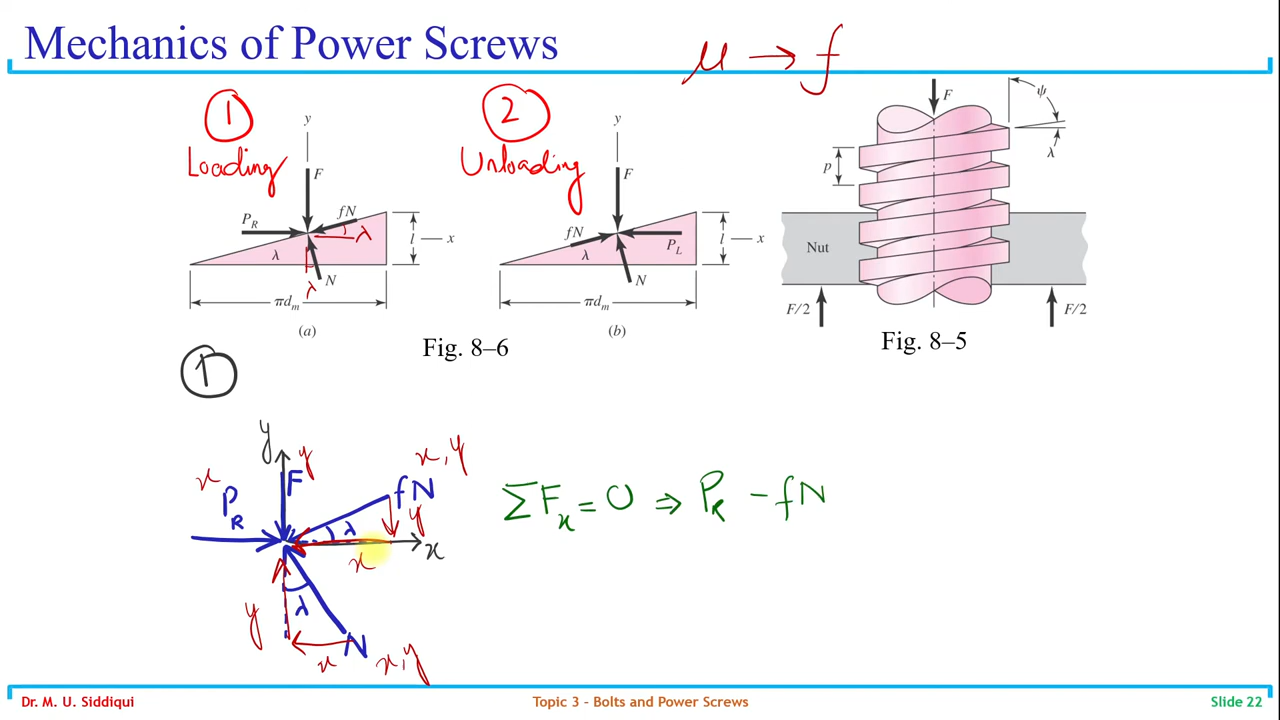 Mechanics of Power Screws
μ → f
① Loading
y
F
P_R
fN
λ
λ
λ
N
l
x
πd_m
(a)
② Unloading
y
F
fN
λ
P_L
N
l
x
πd_m
(b)
Fig. 8–6
F
ψ
λ
p
Nut
F/2
F/2
Fig. 8–5
①
y
y
F
x
P_R
x, y
fN
λ
y
x
x
y
λ
N
x
x,y
ΣF_x = 0 ⇒ P_R − fN
Dr. M. U. Siddiqui
Topic 3 - Bolts and Power Screws
Slide 22